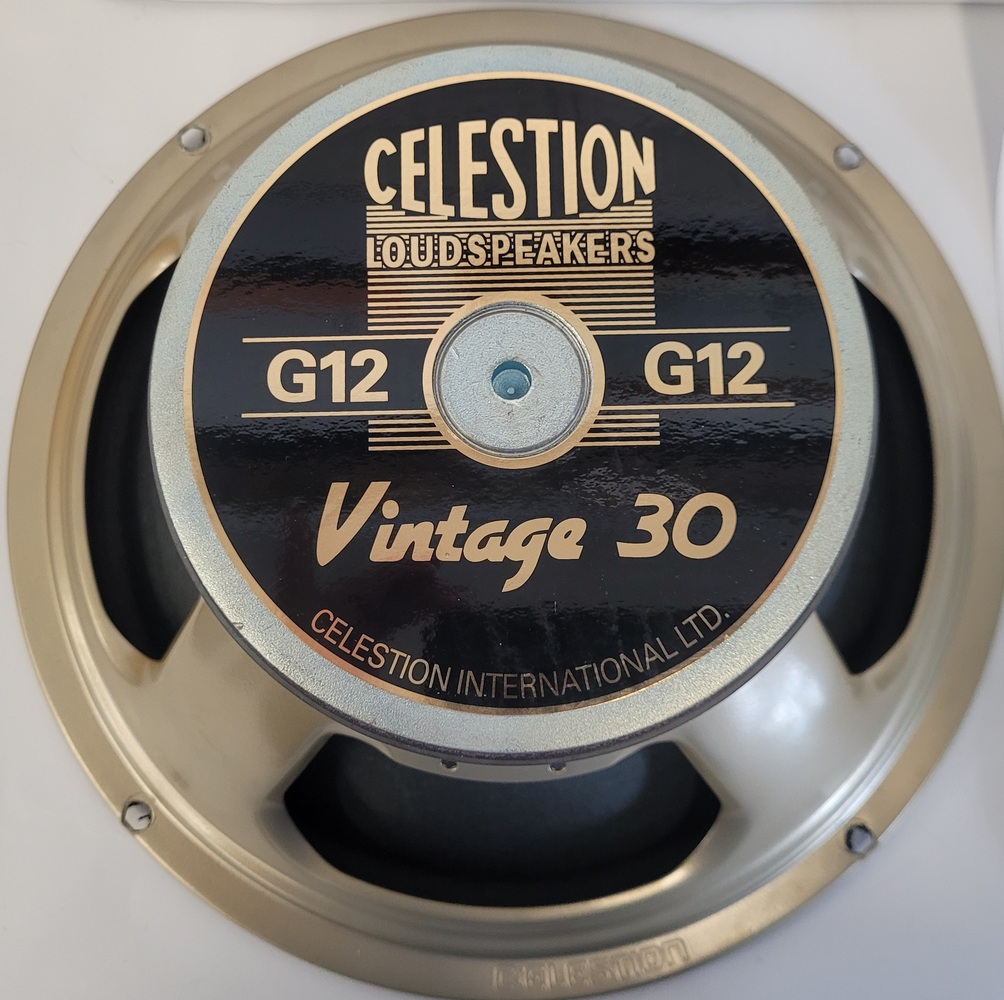 CELESTION
LOUDSPEAKERS
G12 G12
Vintage 30
CELESTION INTERNATIONAL LTD.
CELESTION